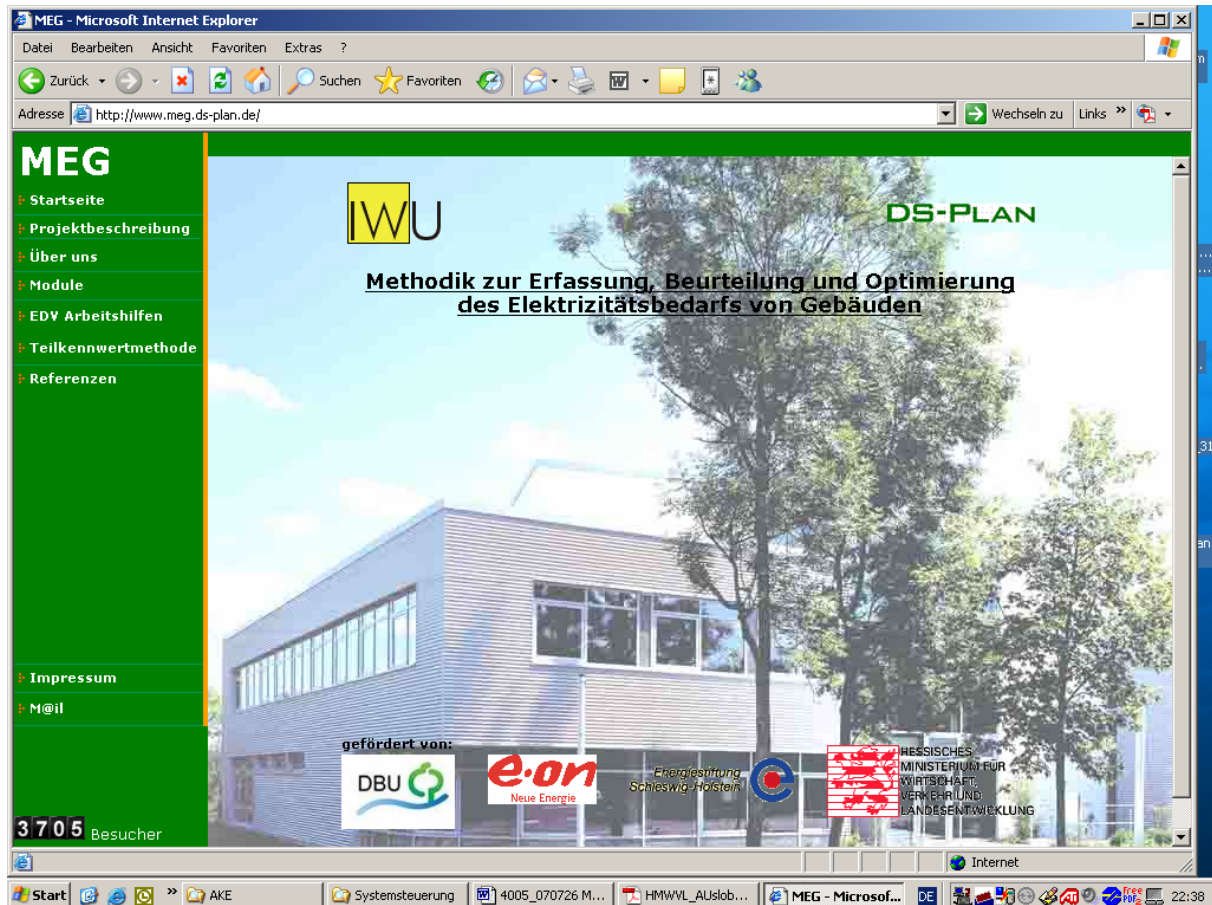 MEG - Microsoft Internet Explorer
Datei Bearbeiten Ansicht Favoriten Extras ?
Zurück Suchen Favoriten
Adresse http://www.meg.ds-plan.de/ Wechseln zu Links »
MEG
Startseite
Projektbeschreibung
Über uns
Module
EDV Arbeitshilfen
Teilkennwertmethode
Referenzen
Impressum
M@il
3705 Besucher
IWU
DS-PLAN
Methodik zur Erfassung, Beurteilung und Optimierung
des Elektrizitätsbedarfs von Gebäuden
gefördert von:
DBU
e.on
Neue Energie
Energiestiftung
Schleswig-Holstein
HESSISCHES
MINISTERIUM FÜR
WIRTSCHAFT,
VERKEHR UND
LANDESENTWICKLUNG
Internet
Start » AKE Systemsteuerung 4005_070726 M... HMWVL_AUslob... MEG - Microsof... DE 22:38